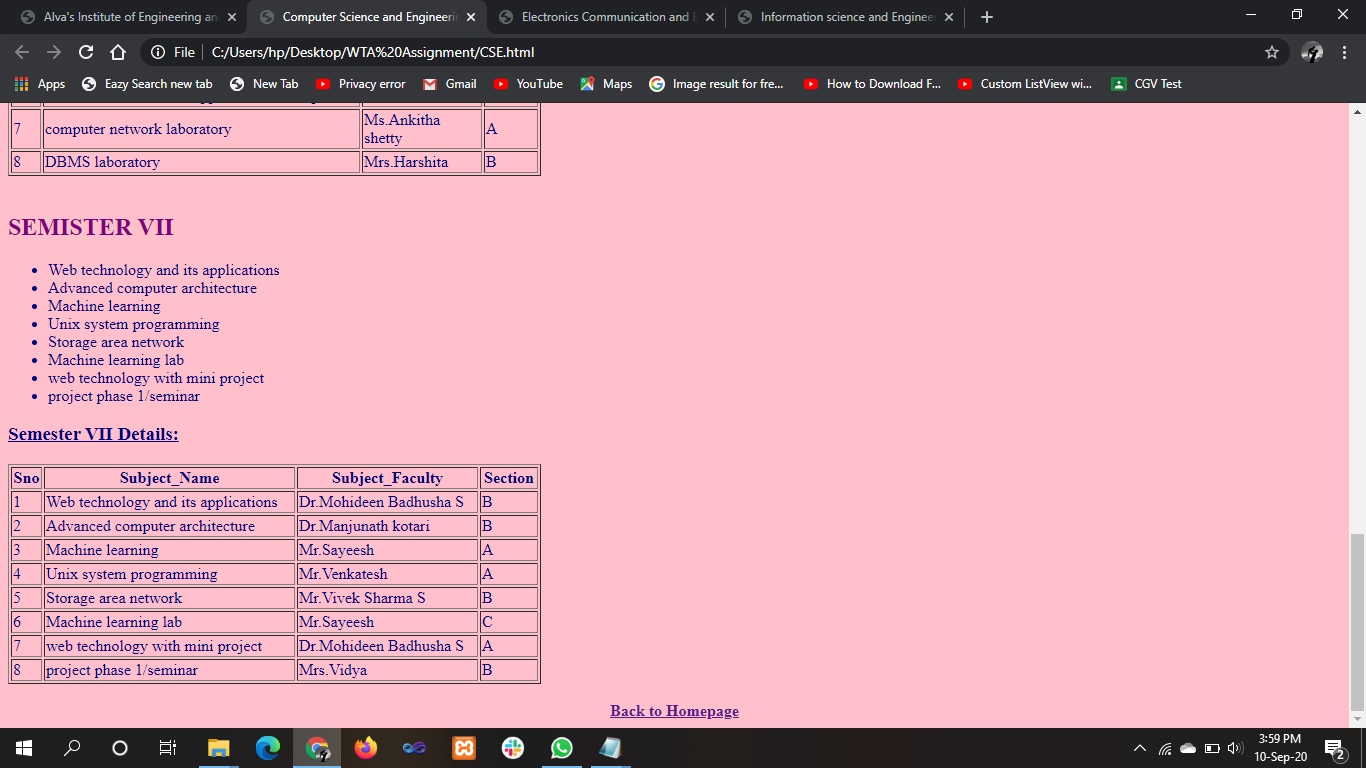 Alva's Institute of Engineering an
Computer Science and Engineerin
Electronics Communication and E
Information science and Engineer
File C:/Users/hp/Desktop/WTA%20Assignment/CSE.html
Apps Eazy Search new tab New Tab Privacy error Gmail YouTube Maps Image result for fre... How to Download F... Custom ListView wi... CGV Test
7 computer network laboratory Ms.Ankitha shetty A
8 DBMS laboratory Mrs.Harshita B
SEMISTER VII
• Web technology and its applications
• Advanced computer architecture
• Machine learning
• Unix system programming
• Storage area network
• Machine learning lab
• web technology with mini project
• project phase 1/seminar
Semester VII Details:
Sno Subject_Name Subject_Faculty Section
1 Web technology and its applications Dr.Mohideen Badhusha S B
2 Advanced computer architecture Dr.Manjunath kotari B
3 Machine learning Mr.Sayeesh A
4 Unix system programming Mr.Venkatesh A
5 Storage area network Mr.Vivek Sharma S B
6 Machine learning lab Mr.Sayeesh C
7 web technology with mini project Dr.Mohideen Badhusha S A
8 project phase 1/seminar Mrs.Vidya B
Back to Homepage
3:59 PM
10-Sep-20
2